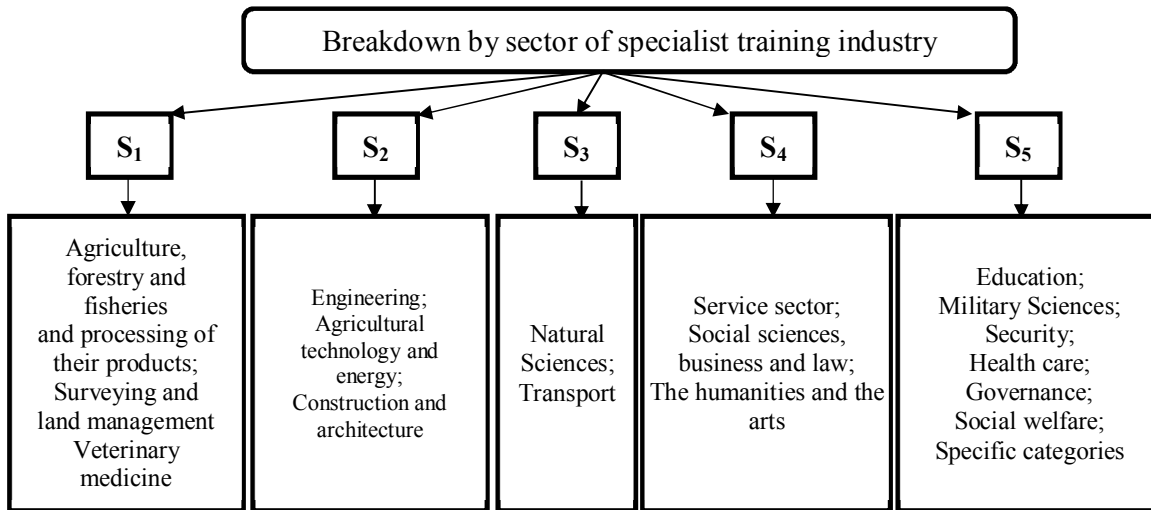 Breakdown by sector of specialist training industry
S₁
S₂
S₃
S₄
S₅
Agriculture,
forestry and
fisheries
and processing of
their products;
Surveying and
land management
Veterinary
medicine
Engineering;
Agricultural
technology and
energy;
Construction and
architecture
Natural
Sciences;
Transport
Service sector;
Social sciences,
business and law;
The humanities and the
arts
Education;
Military Sciences;
Security;
Health care;
Governance;
Social welfare;
Specific categories